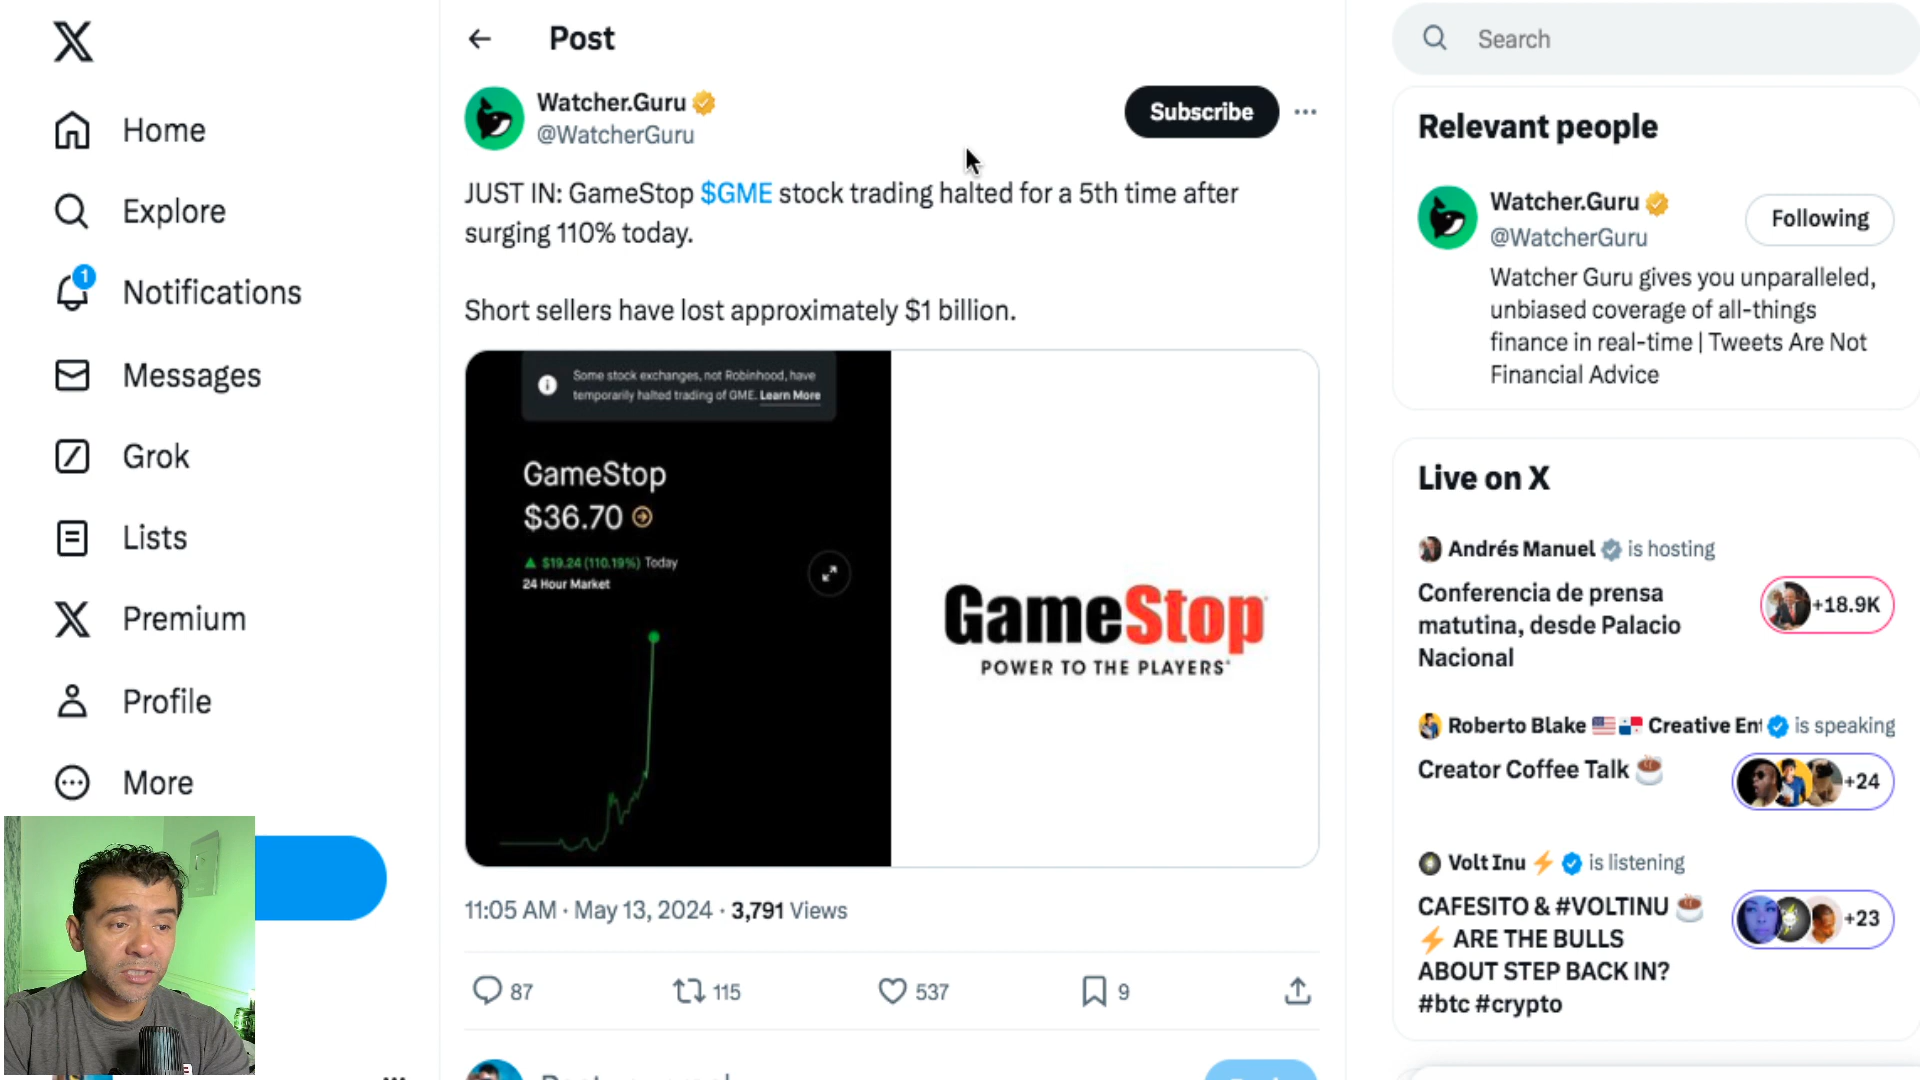 Home
Explore
1
Notifications
Messages
Grok
Lists
Premium
Profile
More
Post
Watcher.Guru
@WatcherGuru
Subscribe
JUST IN: GameStop $GME stock trading halted for a 5th time after
surging 110% today.
Short sellers have lost approximately $1 billion.
Some stock exchanges, not Robinhood, have
temporarily halted trading of GME. Learn More
GameStop
$36.70
▲ $19.24 (110.19%) Today
24 Hour Market
GameStop
POWER TO THE PLAYERS
11:05 AM · May 13, 2024 · 3,791 Views
87
115
537
9
Search
Relevant people
Watcher.Guru
@WatcherGuru
Following
Watcher Guru gives you unparalleled,
unbiased coverage of all-things
finance in real-time | Tweets Are Not
Financial Advice
Live on X
Andrés Manuel is hosting
Conferencia de prensa
matutina, desde Palacio
Nacional
+18.9K
Roberto Blake 🇺🇸🇵🇦 Creative Ent is speaking
Creator Coffee Talk ☕
+24
Volt Inu ⚡ is listening
CAFESITO & #VOLTINU ☕
⚡ ARE THE BULLS
ABOUT STEP BACK IN?
#btc #crypto
+23